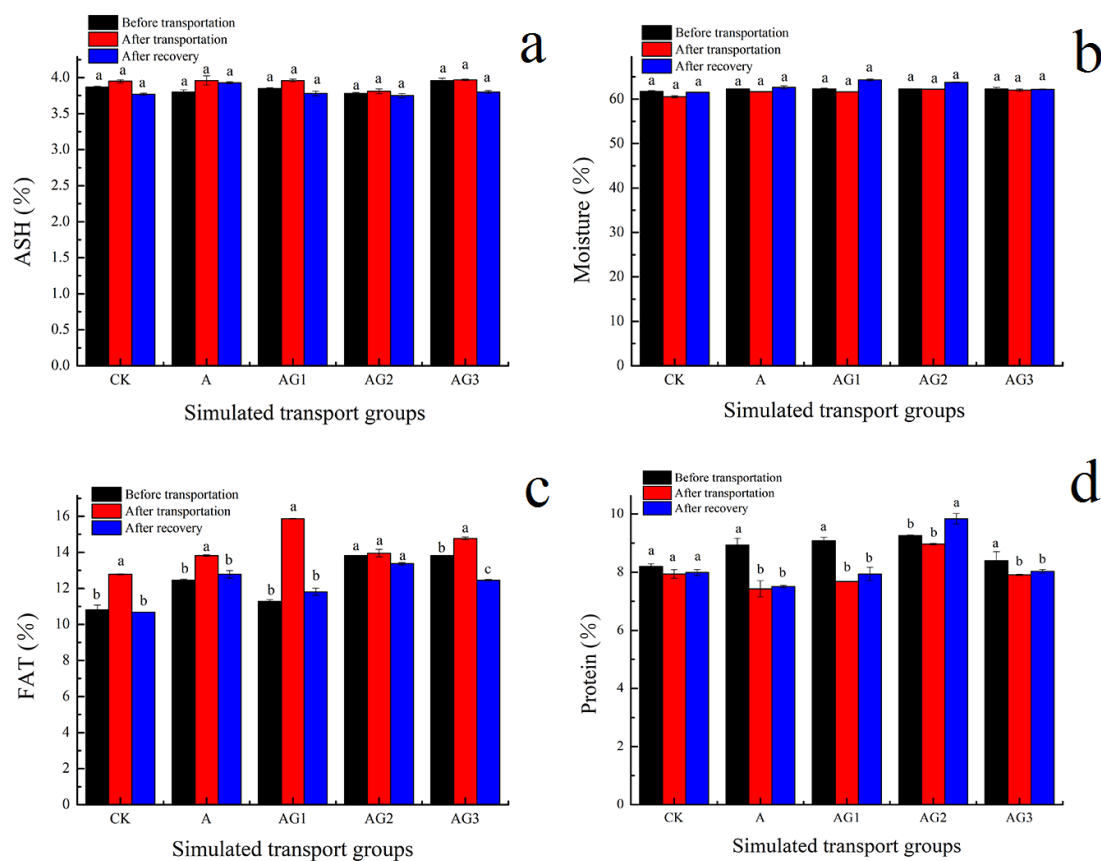 Before transportation
After transportation
After recovery
a
a a a a a a a a a a a a a a a
4.0
3.5
3.0
2.5
2.0
1.5
1.0
0.5
0.0
ASH (%)
CK A AG1 AG2 AG3
Simulated transport groups
Before transportation
After transportation
After recovery
b
a a a a a a a a a a a a a a a
60
50
40
30
20
10
0
Moisture (%)
CK A AG1 AG2 AG3
Simulated transport groups
Before transportation
After transportation
After recovery
c
b a b b a b b a b a a a b a c
16
14
12
10
8
6
4
2
0
FAT (%)
CK A AG1 AG2 AG3
Simulated transport groups
Before transportation
After transportation
After recovery
d
a a a a b b a b b b b a a b b
10
8
6
4
2
0
Protein (%)
CK A AG1 AG2 AG3
Simulated transport groups